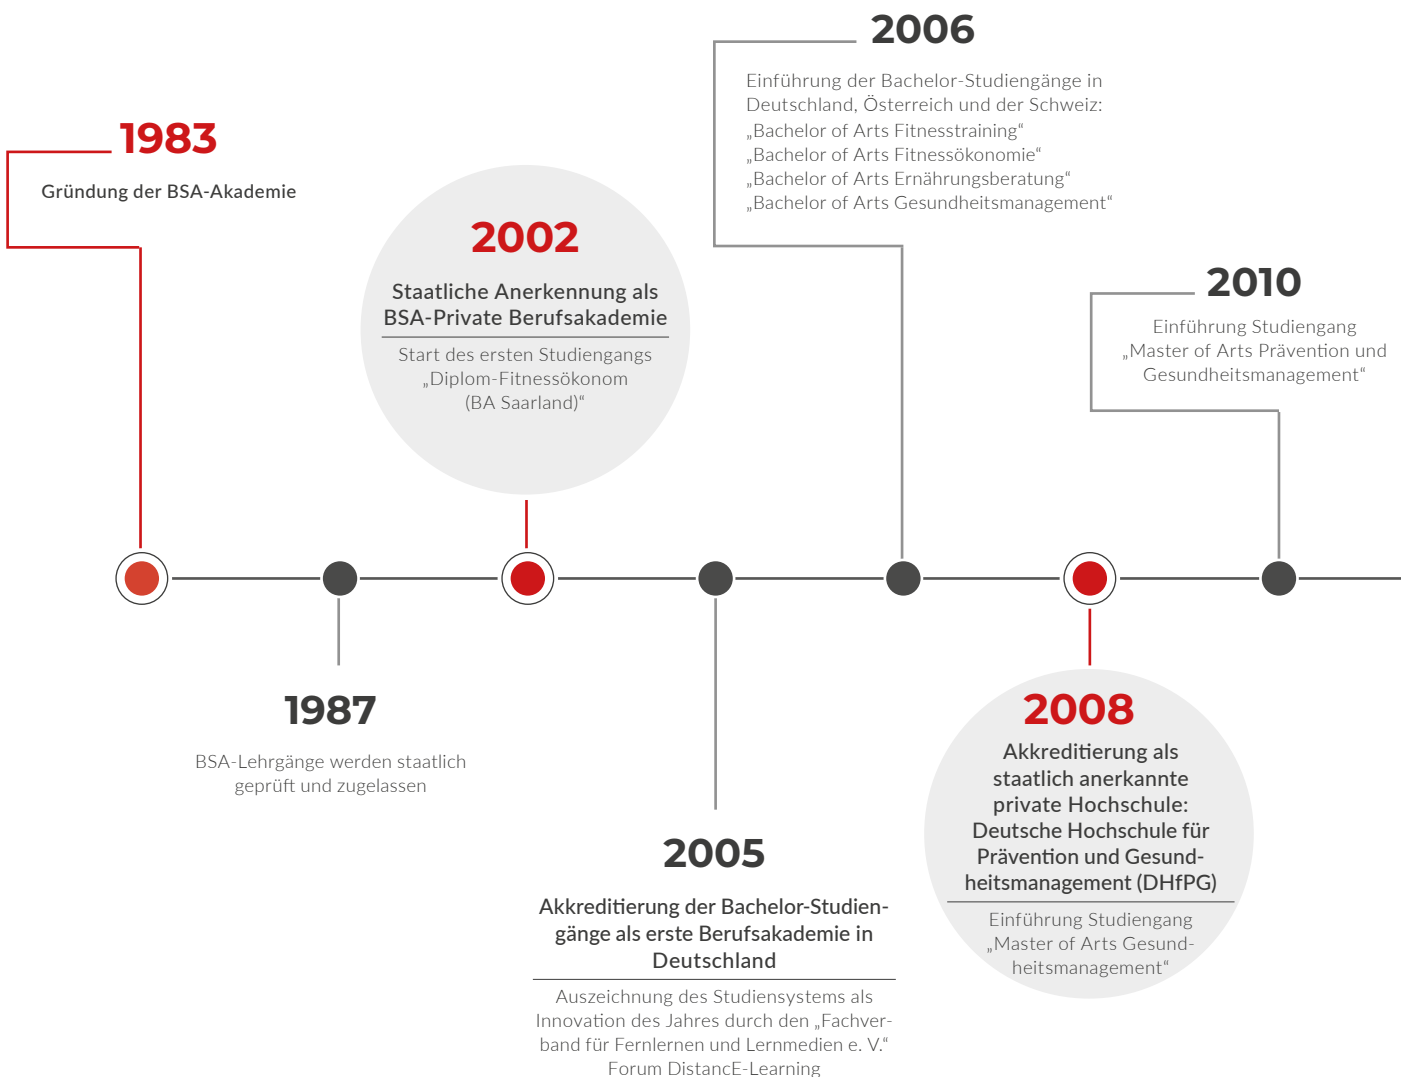 1983
Gründung der BSA-Akademie
1987
BSA-Lehrgänge werden staatlich
geprüft und zugelassen
2002
Staatliche Anerkennung als
BSA-Private Berufsakademie
Start des ersten Studiengangs
„Diplom-Fitnessökonom
(BA Saarland)“
2005
Akkreditierung der Bachelor-Studien-
gänge als erste Berufsakademie in
Deutschland
Auszeichnung des Studiensystems als
Innovation des Jahres durch den „Fachver-
band für Fernlernen und Lernmedien e. V.“
Forum DistancE-Learning
2006
Einführung der Bachelor-Studiengänge in
Deutschland, Österreich und der Schweiz:
„Bachelor of Arts Fitnesstraining“
„Bachelor of Arts Fitnessökonomie“
„Bachelor of Arts Ernährungsberatung“
„Bachelor of Arts Gesundheitsmanagement“
2008
Akkreditierung als
staatlich anerkannte
private Hochschule:
Deutsche Hochschule für
Prävention und Gesund-
heitsmanagement (DHfPG)
Einführung Studiengang
„Master of Arts Gesund-
heitsmanagement“
2010
Einführung Studiengang
„Master of Arts Prävention und
Gesundheitsmanagement“